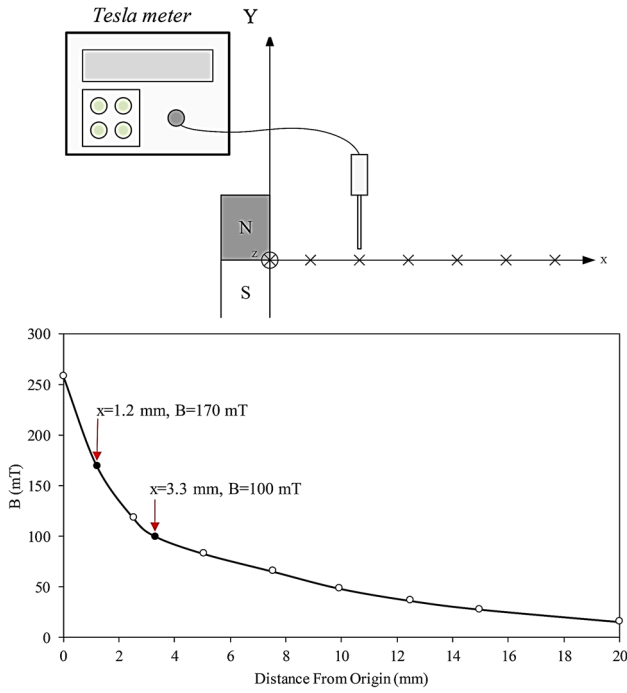 Tesla meter
Y
N
z
x
S
300
250
200
150
100
50
0
B (mT)
x=1.2 mm, B=170 mT
x=3.3 mm, B=100 mT
0 2 4 6 8 10 12 14 16 18 20
Distance From Origin (mm)